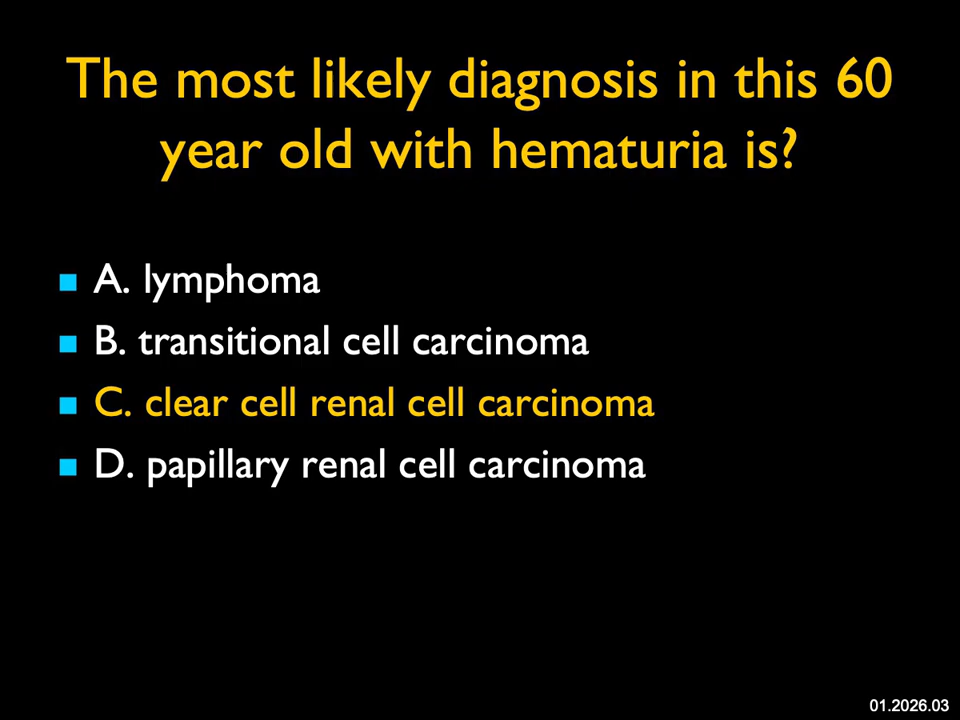 The most likely diagnosis in this 60
year old with hematuria is?
A. lymphoma
B. transitional cell carcinoma
C. clear cell renal cell carcinoma
D. papillary renal cell carcinoma
01.2026.03